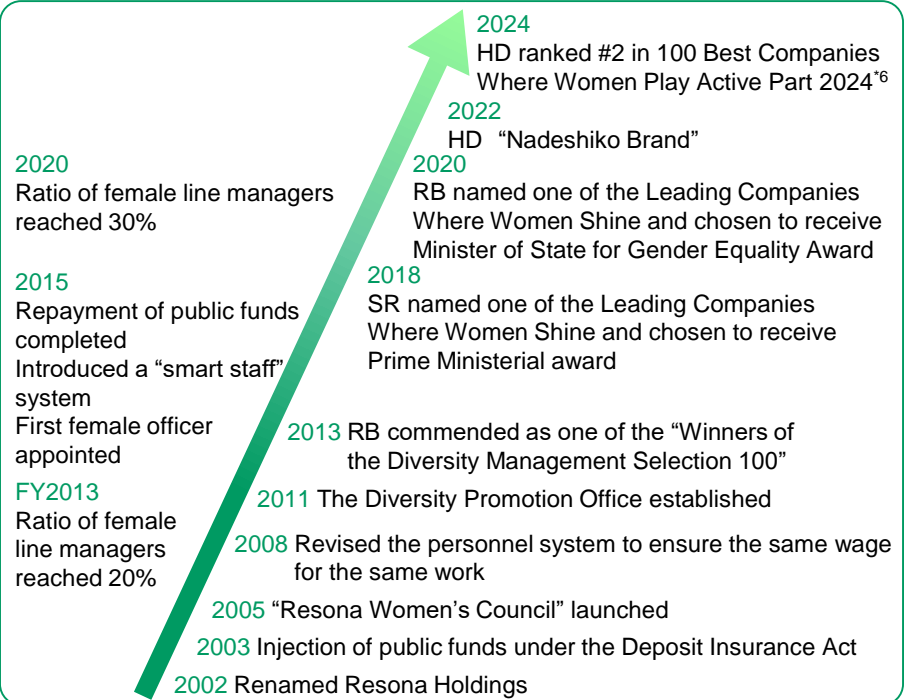 2024
HD ranked #2 in 100 Best Companies
Where Women Play Active Part 2024*6
2022
HD “Nadeshiko Brand”
2020
RB named one of the Leading Companies
Where Women Shine and chosen to receive
Minister of State for Gender Equality Award
2018
SR named one of the Leading Companies
Where Women Shine and chosen to receive
Prime Ministerial award
2013 RB commended as one of the “Winners of
the Diversity Management Selection 100”
2011 The Diversity Promotion Office established
2008 Revised the personnel system to ensure the same wage
for the same work
2005 “Resona Women’s Council” launched
2003 Injection of public funds under the Deposit Insurance Act
2002 Renamed Resona Holdings
2020
Ratio of female line managers
reached 30%
2015
Repayment of public funds
completed
Introduced a “smart staff”
system
First female officer
appointed
FY2013
Ratio of female
line managers
reached 20%